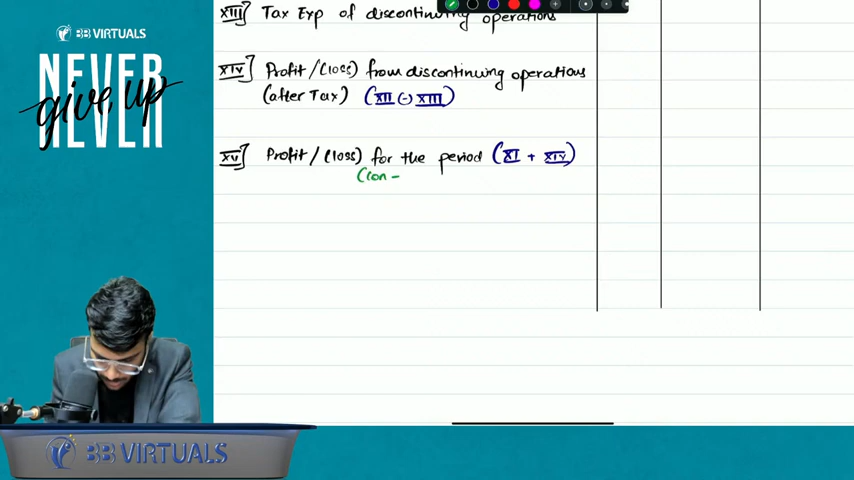 XIII] Tax Exp of discontinuing operations
BB VIRTUALS
NEVER
give up
NEVER
XIV] Profit/(loss) from discontinuing operations
(after Tax) (XII (-) XIII)
XV] Profit/(loss) for the period (XI + XIV)
(Con -
BB VIRTUALS